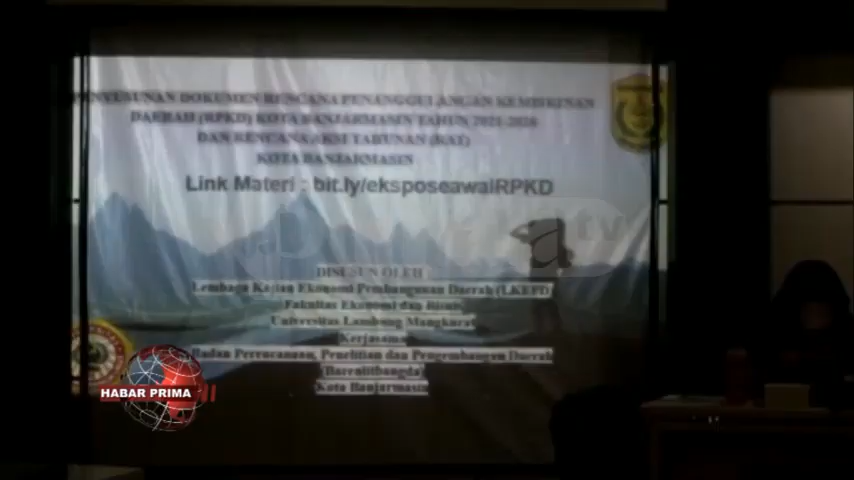 PENYUSUNAN DOKUMEN RENCANA PENANGGULANGAN KEMISKINAN
DAERAH (RPKD) KOTA BANJARMASIN TAHUN 2021-2026
DAN RENCANA AKSI TAHUNAN (RAT)
KOTA BANJARMASIN
Link Materi : bit.ly/eksposeawalRPKD
tv
DISUSUN OLEH
Lembaga Kajian Ekonomi Pembangunan Daerah (LKEPD)
Fakultas Ekonomi dan Bisnis
Universitas Lambung Mangkurat
Kerjasama
Badan Perencanaan, Penelitian dan Pengembangan Daerah
(Barenlitbangda)
Kota Banjarmasin
HABAR PRIMA